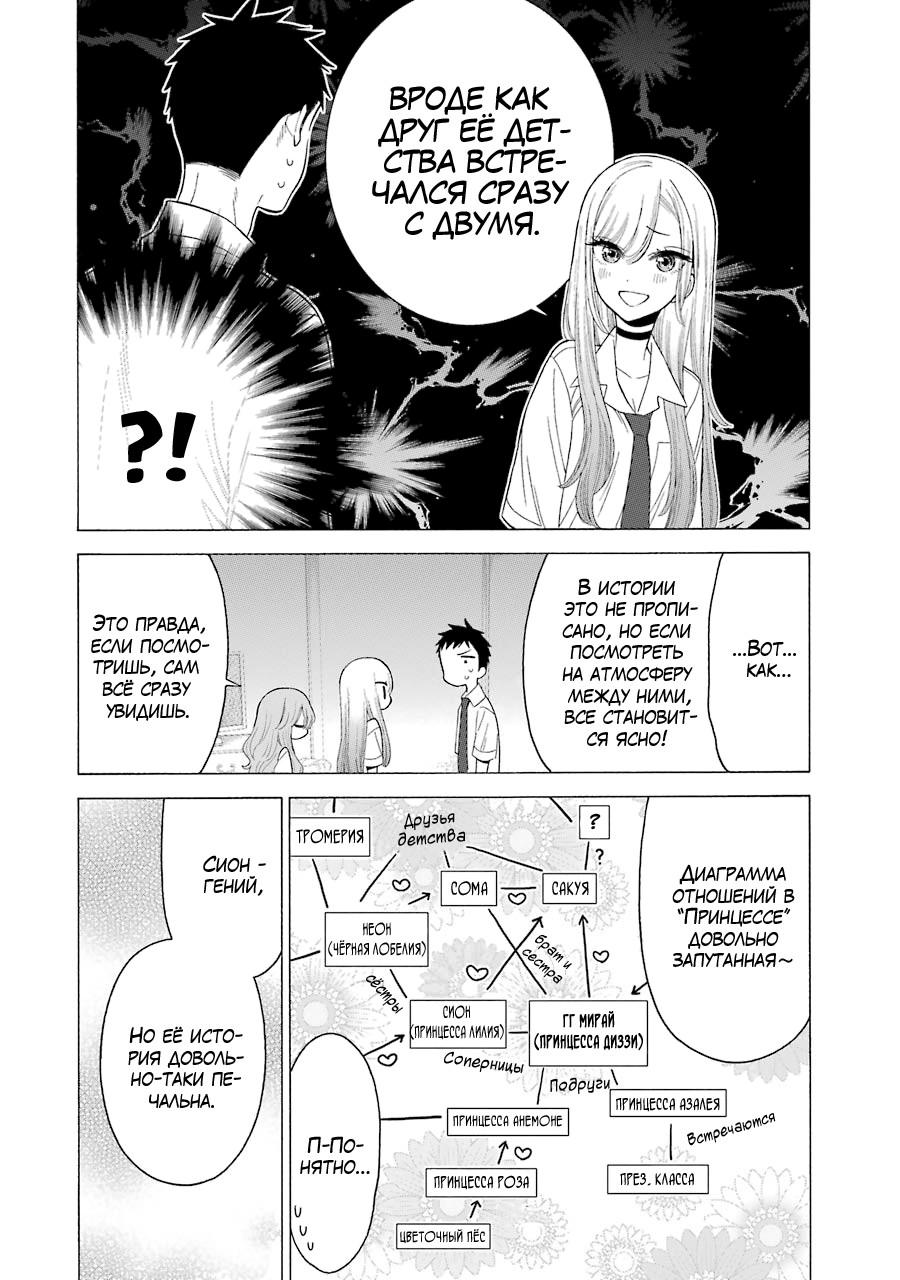 ВРОДЕ КАК
ДРУГ ЕЁ ДЕТ-
СТВА ВСТРЕ-
ЧАЛСЯ СРАЗУ
С ДВУМЯ.
?!
...ВОТ...
КАК...
В ИСТОРИИ
ЭТО НЕ ПРОПИ-
САНО, НО ЕСЛИ
ПОСМОТРЕТЬ
НА АТМОСФЕРУ
МЕЖДУ НИМИ,
ВСЕ СТАНОВИТ-
СЯ ЯСНО!
ЭТО ПРАВДА,
ЕСЛИ ПОСМО-
ТРИШЬ, САМ
ВСЁ СРАЗУ
УВИДИШЬ.
ДИАГРАММА
ОТНОШЕНИЙ В
"ПРИНЦЕССЕ"
ДОВОЛЬНО
ЗАПУТАННАЯ~
ТРОМЕРИЯ
Друзья
детства
?
?
СОМА
САКУЯ
НЕОН
(ЧЁРНАЯ ЛОБЕЛИЯ)
брат и
сестра
сёстры
СИОН
(ПРИНЦЕССА ЛИЛИЯ)
ГГ МИРАЙ
(ПРИНЦЕССА ДИЗЗИ)
Соперницы
Подруги
ПРИНЦЕССА АНЕМОНЕ
ПРИНЦЕССА АЗАЛЕЯ
Встречаются
ПРИНЦЕССА РОЗА
ПРЕЗ. КЛАССА
ЦВЕТОЧНЫЙ ПЁС
П-ПО-
НЯТНО...
СИОН -
ГЕНИЙ,
НО ЕЁ ИСТО-
РИЯ ДОВОЛЬ-
НО-ТАКИ ПЕ-
ЧАЛЬНА.